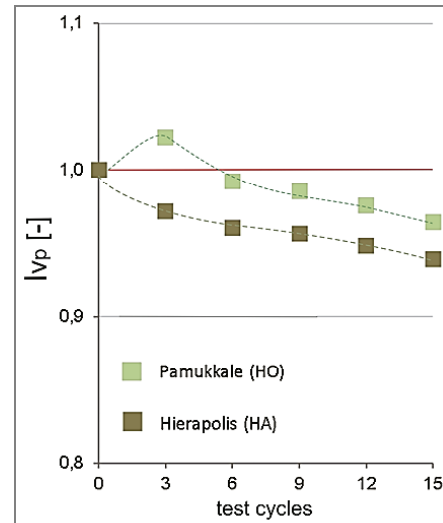 1,1
1,0
0,9
0,8
Ivp [-]
Pamukkale (HO)
Hierapolis (HA)
0 3 6 9 12 15
test cycles